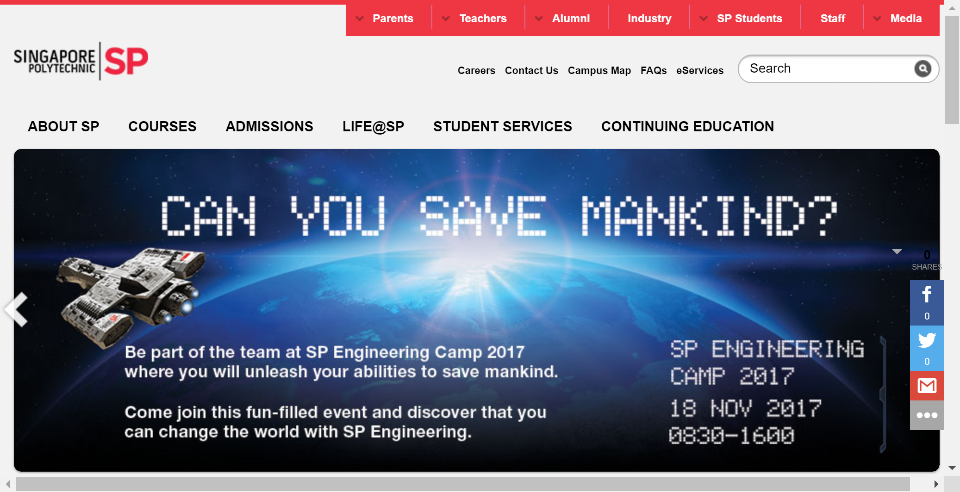 Parents Teachers Alumni Industry SP Students Staff Media
SINGAPORE
POLYTECHNIC SP
Careers Contact Us Campus Map FAQs eServices Search
ABOUT SP COURSES ADMISSIONS LIFE@SP STUDENT SERVICES CONTINUING EDUCATION
CAN YOU SAVE MANKIND?
0
SHARES
0
0
Be part of the team at SP Engineering Camp 2017
where you will unleash your abilities to save mankind.
Come join this fun-filled event and discover that you
can change the world with SP Engineering.
SP ENGINEERING
CAMP 2017
18 NOV 2017
0830-1600